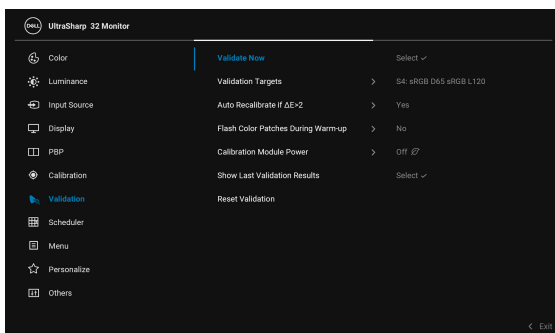 DELL UltraSharp 32 Monitor
Color
Luminance
Input Source
Display
PBP
Calibration
Validation
Scheduler
Menu
Personalize
Others
Validate Now Select
Validation Targets S4: sRGB D65 sRGB L120
Auto Recalibrate if ΔE>2 Yes
Flash Color Patches During Warm-up No
Calibration Module Power Off
Show Last Validation Results Select
Reset Validation
Exit